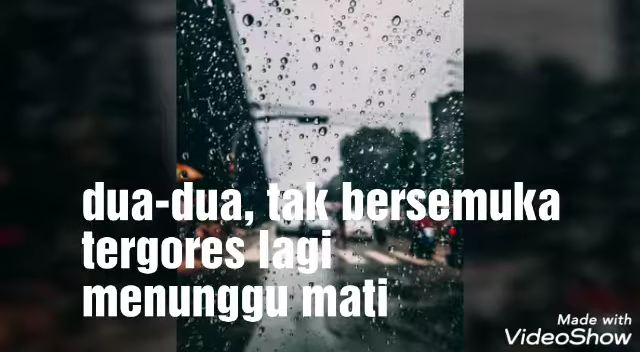 dua-dua, tak bersemuka
tergores lagi
menunggu mati
Made with
VideoShow